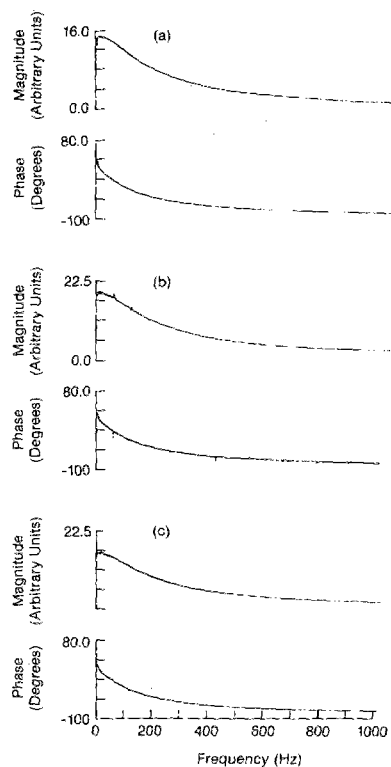 (a)
16.0
Magnitude
(Arbitrary Units)
0.0
80.0
Phase
(Degrees)
-100
(b)
22.5
Magnitude
(Arbitrary Units)
0.0
80.0
Phase
(Degrees)
-100
(c)
22.5
Magnitude
(Arbitrary Units)
80.0
Phase
(Degrees)
-100
0 200 400 600 800 1000
Frequency (Hz)